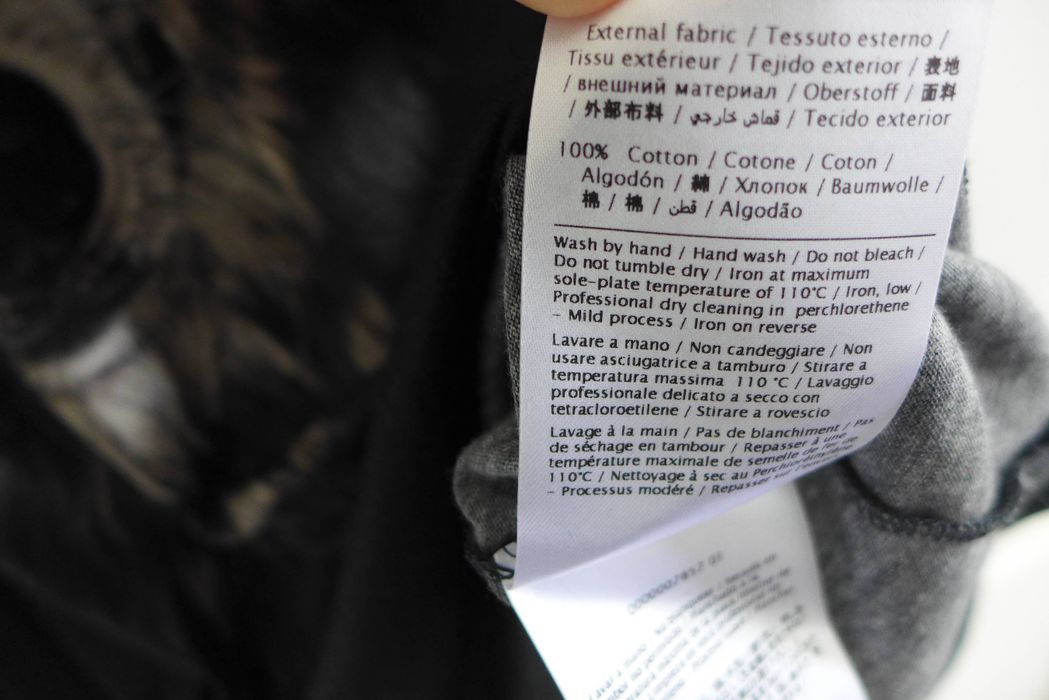 External fabric / Tessuto esterno /
Tissu extérieur / Tejido exterior / 表地
/ внешний материал / Oberstoff / 面料
/ 外部布料 / قماش خارجي / Tecido exterior
100% Cotton / Cotone / Coton /
Algodón / 綿 / Хлопок / Baumwolle /
棉 / 棉 / قطن / Algodão
Wash by hand / Hand wash / Do not bleach /
Do not tumble dry / Iron at maximum
sole-plate temperature of 110°C / Iron, low /
Professional dry cleaning in perchlorethene
- Mild process / Iron on reverse
Lavare a mano / Non candeggiare / Non
usare asciugatrice a tamburo / Stirare a
temperatura massima 110 °C / Lavaggio
professionale delicato a secco con
tetracloroetilene / Stirare a rovescio
Lavage à la main / Pas de blanchiment / Pas
de séchage en tambour / Repasser à une
température maximale de semelle de fer de
110°C / Nettoyage à sec au Perchloréthylène
- Processus modéré / Repasser sur l'envers